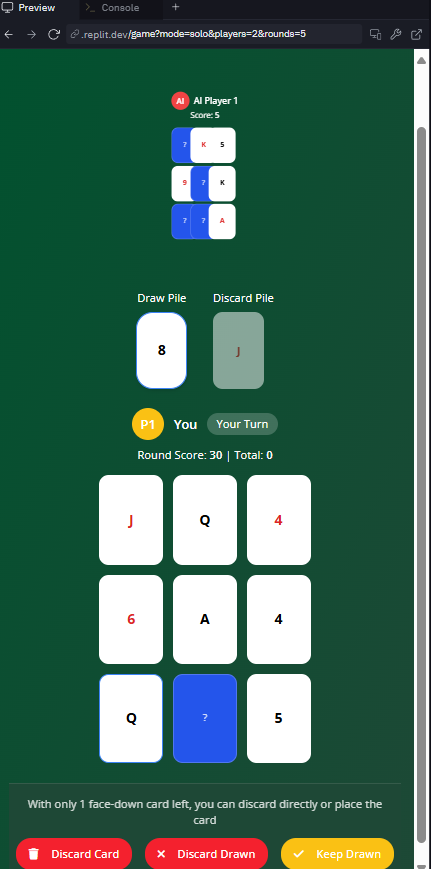 Preview >_ Console +
.replit.dev/game?mode=solo&players=2&rounds=5
AI AI Player 1
Score: 5
? K 5
9 ? K
? ? A
Draw Pile Discard Pile
8 J
P1 You Your Turn
Round Score: 30 | Total: 0
J Q 4
6 A 4
Q ? 5
With only 1 face-down card left, you can discard directly or place the
card
Discard Card Discard Drawn Keep Drawn